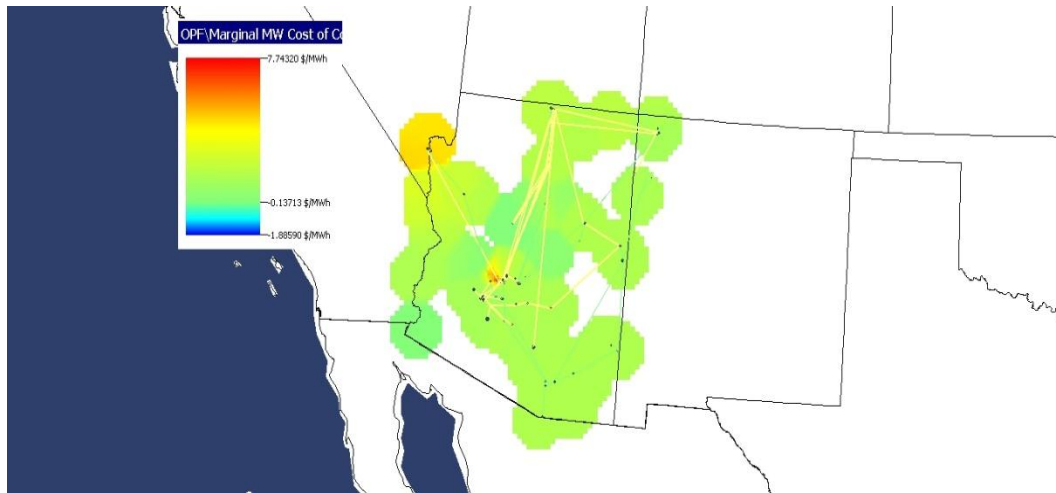 OPF\Marginal MW Cost of Co
7.74320 $/MWh
-0.13713 $/MWh
-1.88590 $/MWh